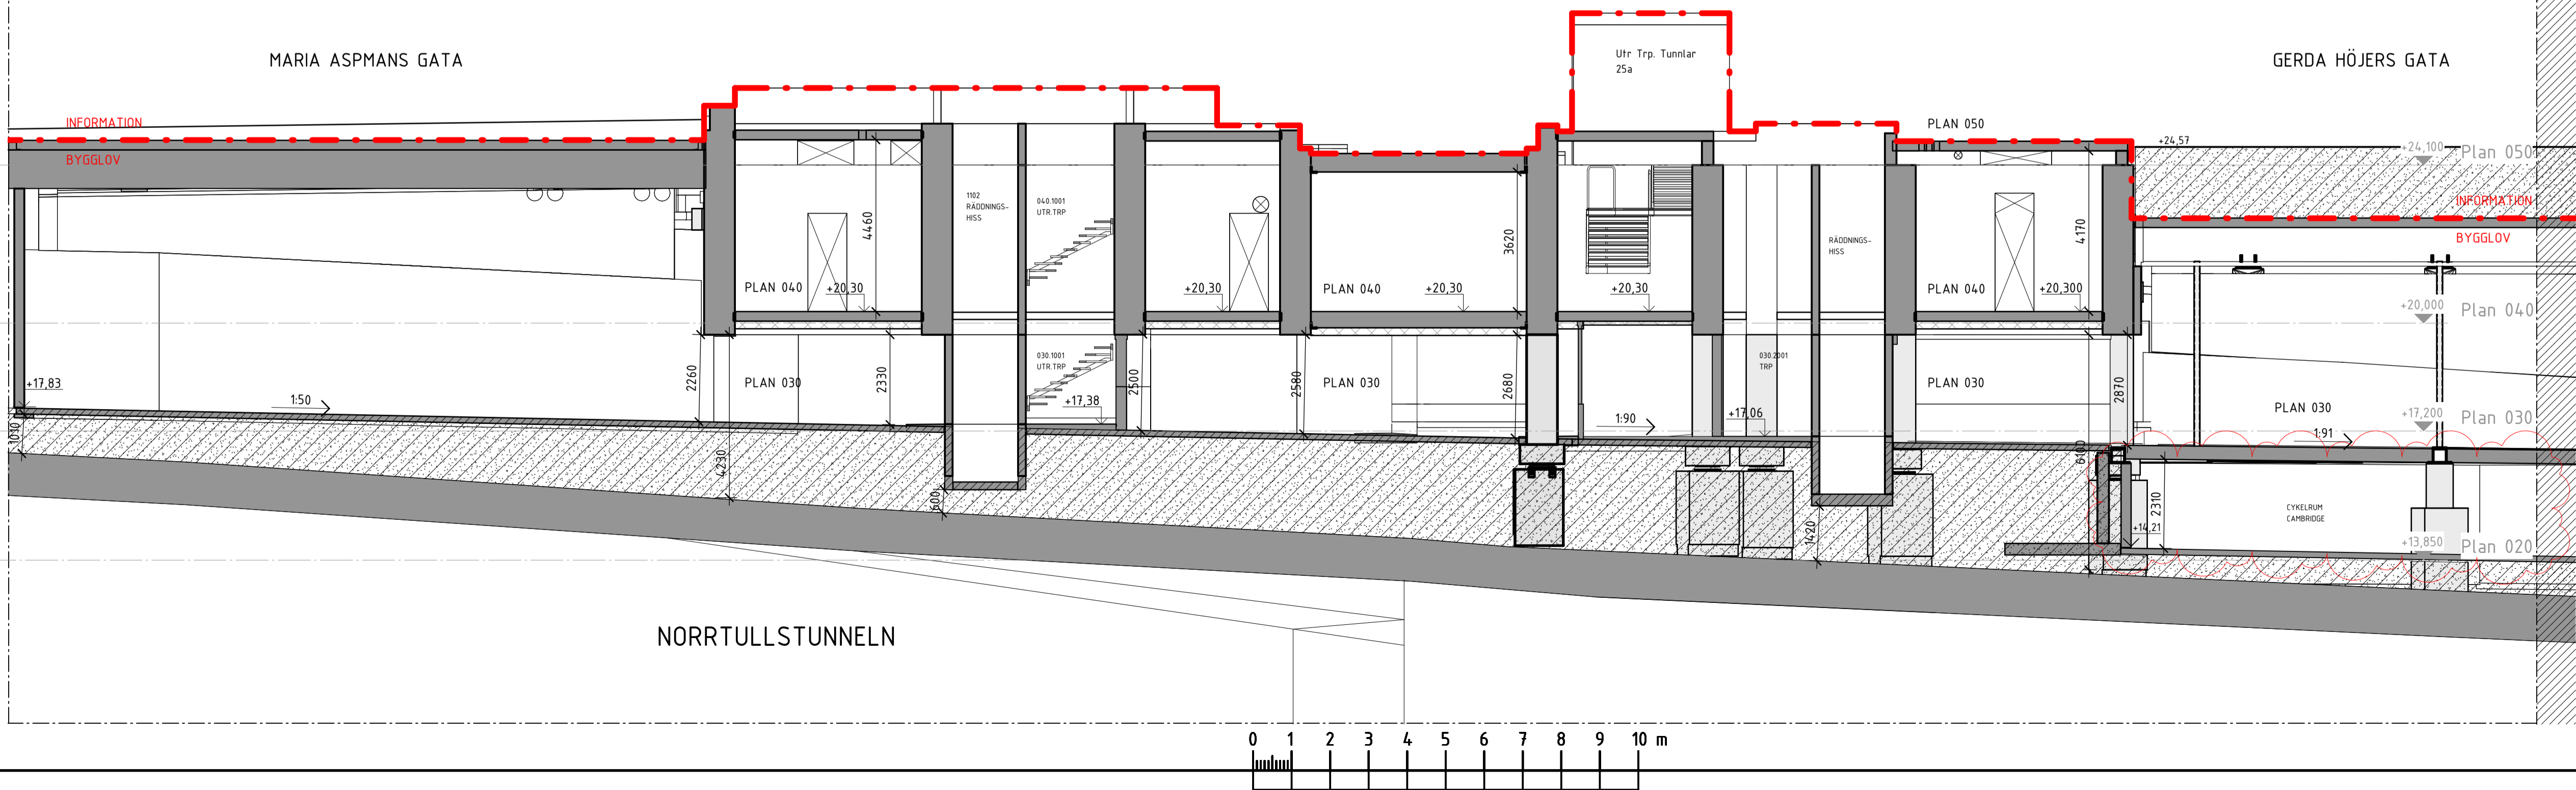 MARIA ASPMANS GATA
GERDA HÖJERS GATA
Utr Trp. Tunnlar
25a
INFORMATION
BYGGLOV
PLAN 050
+24,57
+24,100 Plan 050
INFORMATION
BYGGLOV
1102
RÄDDNINGS-
HISS
040.1001
UTR.TRP
4460
3620
RÄDDNINGS-
HISS
4170
PLAN 040
+20,30
+20,30
PLAN 040
+20,30
+20,30
PLAN 040
+20,300
+20,000 Plan 040
+17,83
1:50
2260
PLAN 030
2330
030.1001
UTR.TRP
+17,38
2500
2580
PLAN 030
2680
1:90
030.2001
TRP
+17,06
PLAN 030
2870
PLAN 030
1:91
+17,200 Plan 030
1010
4230
600
1420
6100
2310
+14,21
CYKELRUM
CAMBRIDGE
+13,850 Plan 020
NORRTULLSTUNNELN
0 1 2 3 4 5 6 7 8 9 10 m